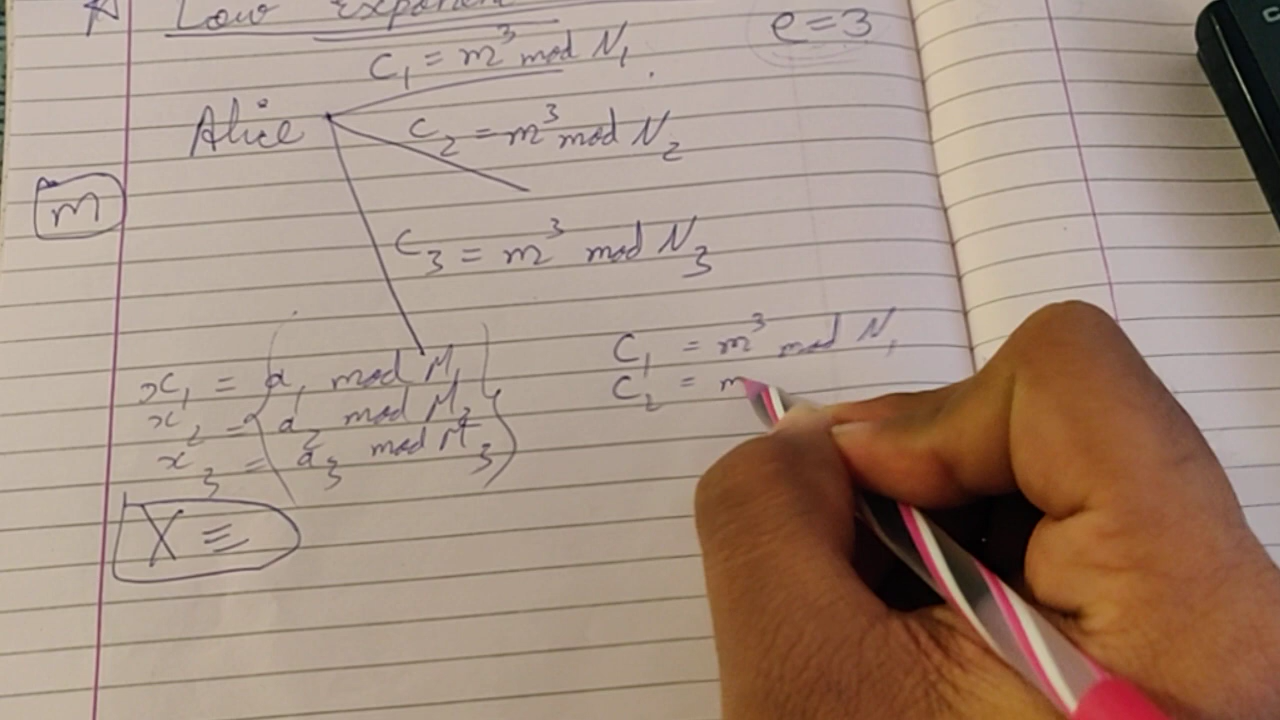 Low Exponent
e=3
C₁ = m³ mod N₁
Alice
C₂ = m³ mod N₂
m
C₃ = m³ mod N₃
x₁ = a₁ mod M₁
x₂ = a₂ mod M₂
x₃ = a₃ mod M₃
C₁ = m³ mod N₁
C₂ = m
X ≡